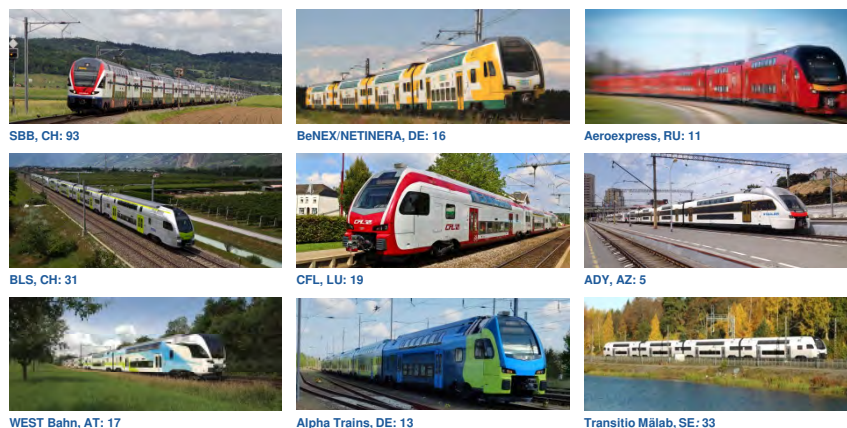 SBB, CH: 93
BeNEX/NETINERA, DE: 16
Aeroexpress, RU: 11
BLS, CH: 31
CFL
CFL, LU: 19
ADY, AZ: 5
WEST Bahn, AT: 17
Alpha Trains, DE: 13
Transitio Mälab, SE: 33